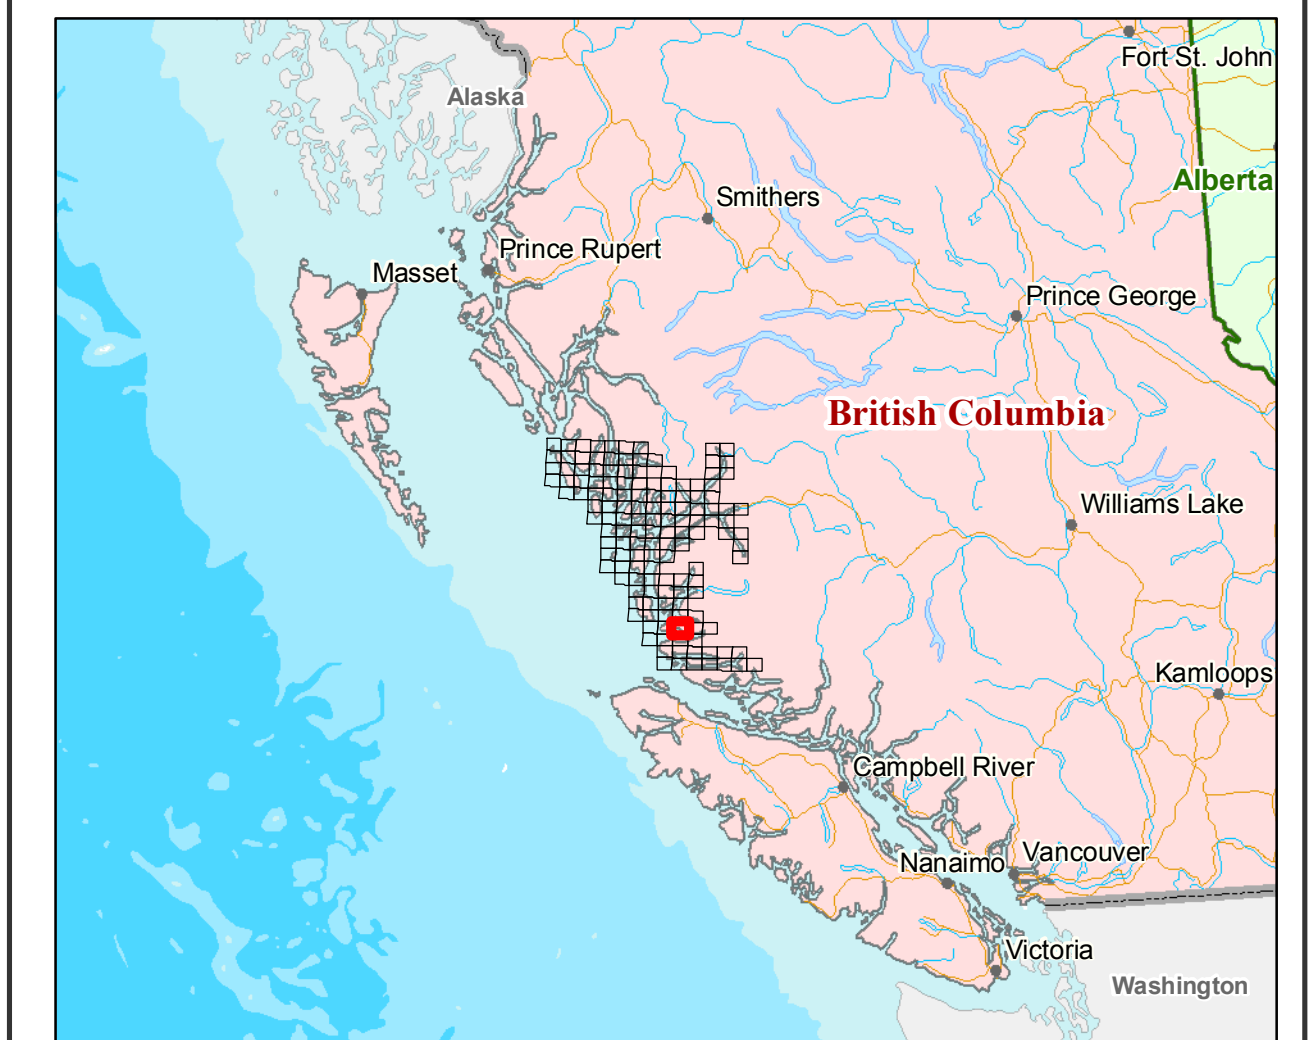 Fort St. John
Alaska
Alberta
Smithers
Prince Rupert
Masset
Prince George
British Columbia
Williams Lake
Kamloops
Campbell River
Vancouver
Nanaimo
Victoria
Washington